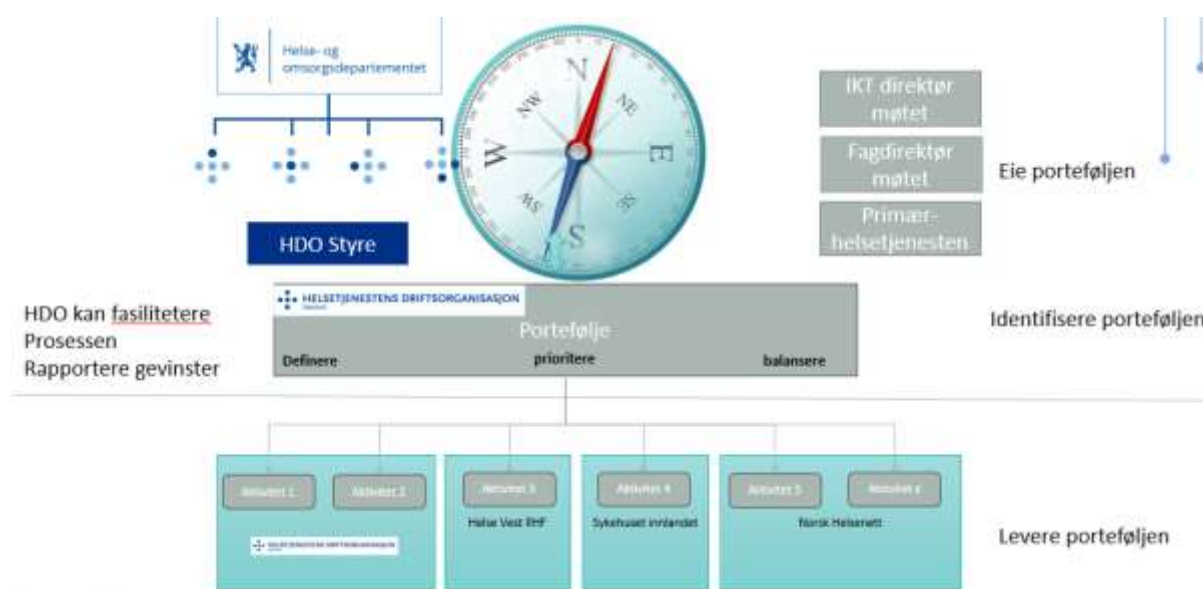 Helse- og
omsorgsdepartementet
N
NE
E
SE
S
SW
W
NW
IKT direktør
møtet
Fagdirektør
møtet
Primær-
helsetjenesten
Eie porteføljen
HDO Styre
HELSETJENESTENS DRIFTSORGANISASJON
Portefølje
Definere
prioritere
balansere
HDO kan fasilitetere
Prosessen
Rapportere gevinster
Identifisere porteføljen
Aktivitet 1
Aktivitet 2
Aktivitet 3
Aktivitet 4
Aktivitet 5
Aktivitet
HELSETJENESTENS DRIFTSORGANISASJON
Helse Vest RHF
Sykehuset innlandet
Norsk Helsenett
Levere porteføljen